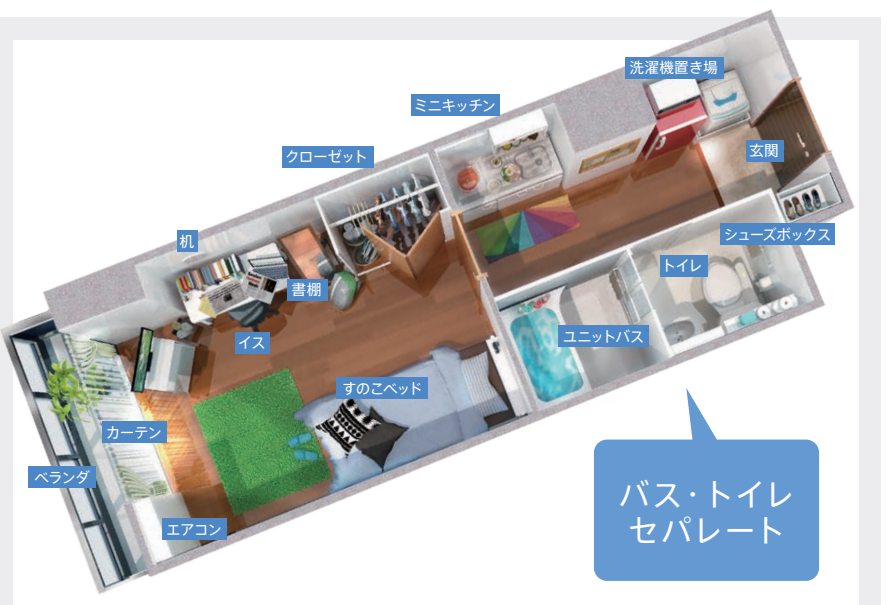 洗濯機置き場
ミニキッチン
玄関
クローゼット
シューズボックス
机
トイレ
書棚
イス
ユニットバス
すのこベッド
カーテン
ベランダ
エアコン
バス・トイレ
セパレート